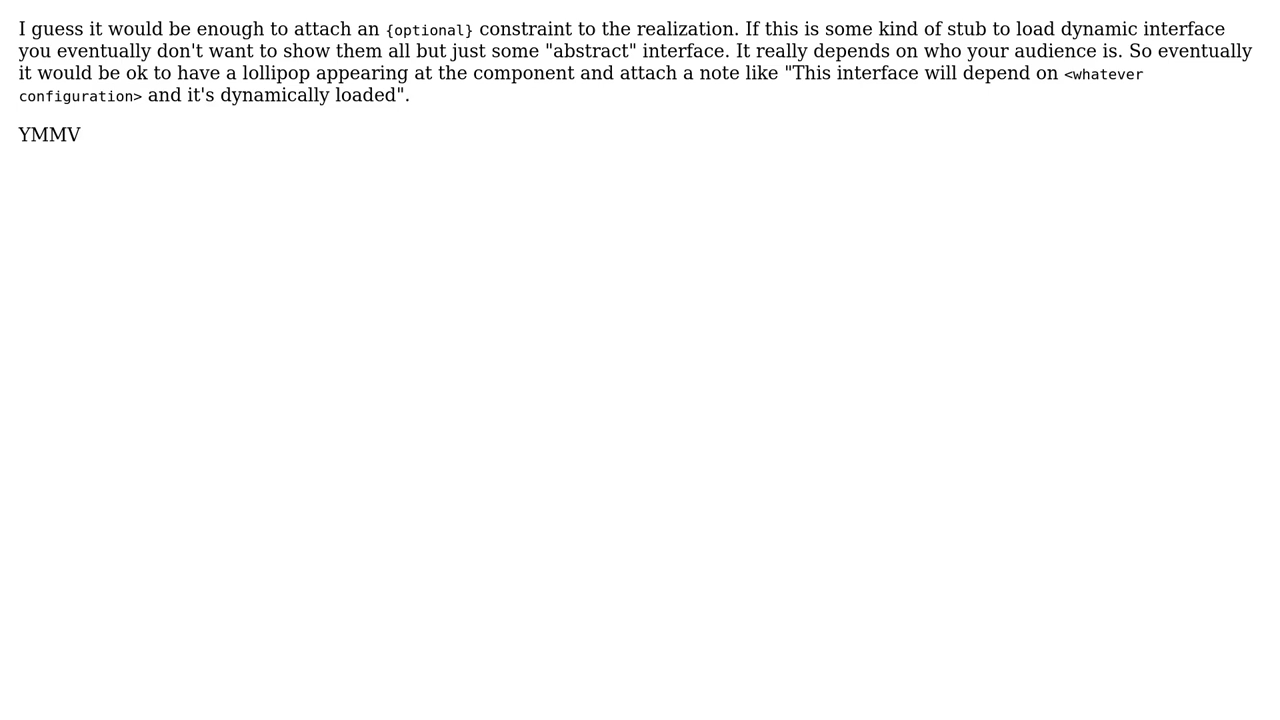 I guess it would be enough to attach an {optional} constraint to the realization. If this is some kind of stub to load dynamic interface
you eventually don't want to show them all but just some "abstract" interface. It really depends on who your audience is. So eventually
it would be ok to have a lollipop appearing at the component and attach a note like "This interface will depend on <whatever
configuration> and it's dynamically loaded".
YMMV